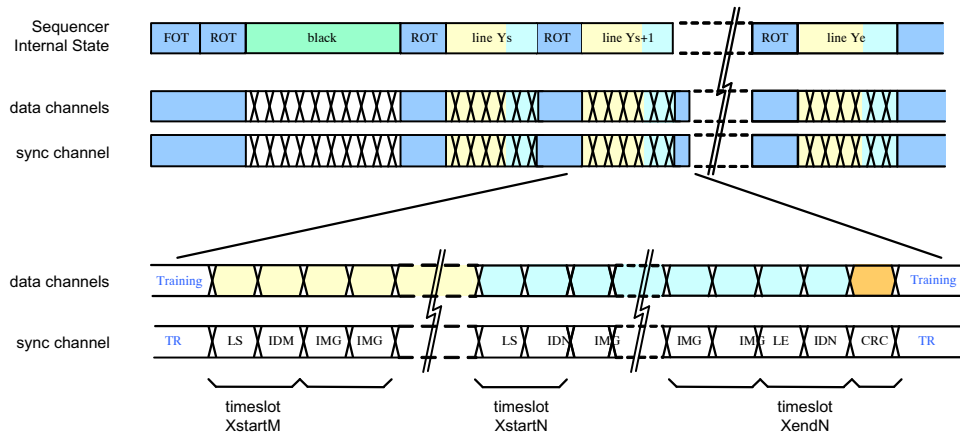 Sequencer
Internal State
FOT ROT black ROT line Ys ROT line Ys+1 ROT line Ye
data channels
sync channel
data channels Training Training
sync channel TR LS IDM IMG IMG LS IDN IMG IMG IMG LE IDN CRC TR
timeslot timeslot timeslot
XstartM XstartN XendN